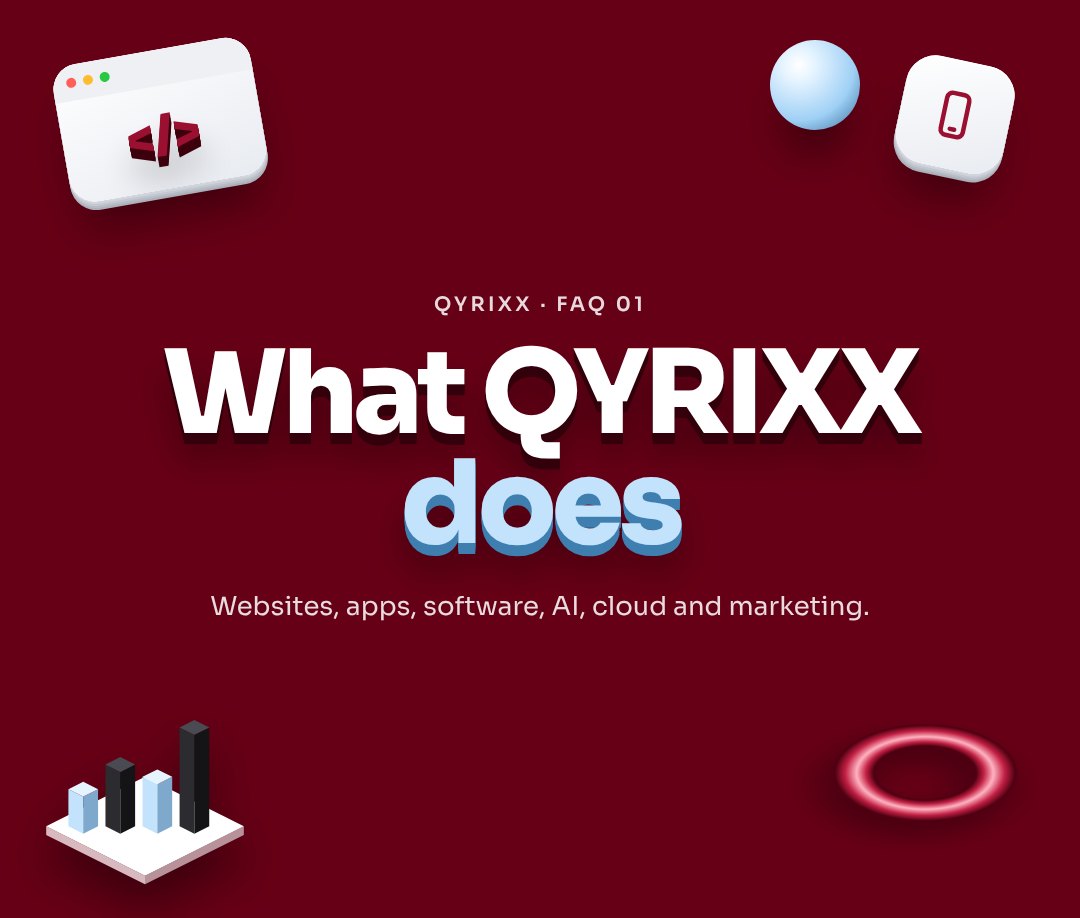 QYRIXX · FAQ 01
What QYRIXX
does
Websites, apps, software, AI, cloud and marketing.